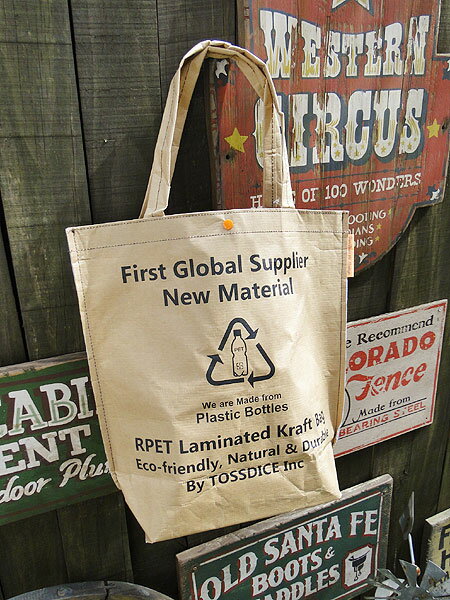 WESTERN
CIRCUS
OF 100 WONDERS
First Global Supplier
New Material
We are Made from
Plastic Bottles
RPET Laminated Kraft Bag
Eco-friendly, Natural & Durable
By TOSSDICE Inc
Recommend
ORADO
Fence
Made from
BEARING STEEL
ENT
door Plu
OLD SANTA FE
BOOTS &
ADDLES